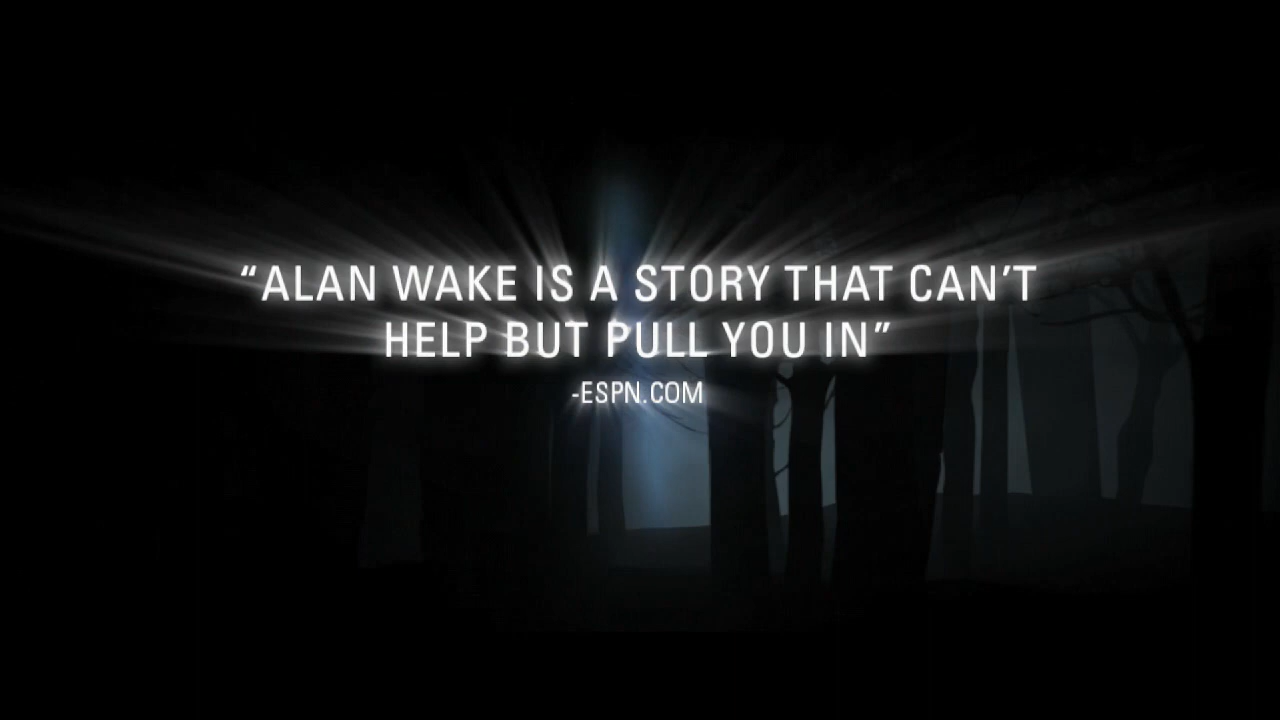 “ALAN WAKE IS A STORY THAT CAN’T
HELP BUT PULL YOU IN”
-ESPN.COM